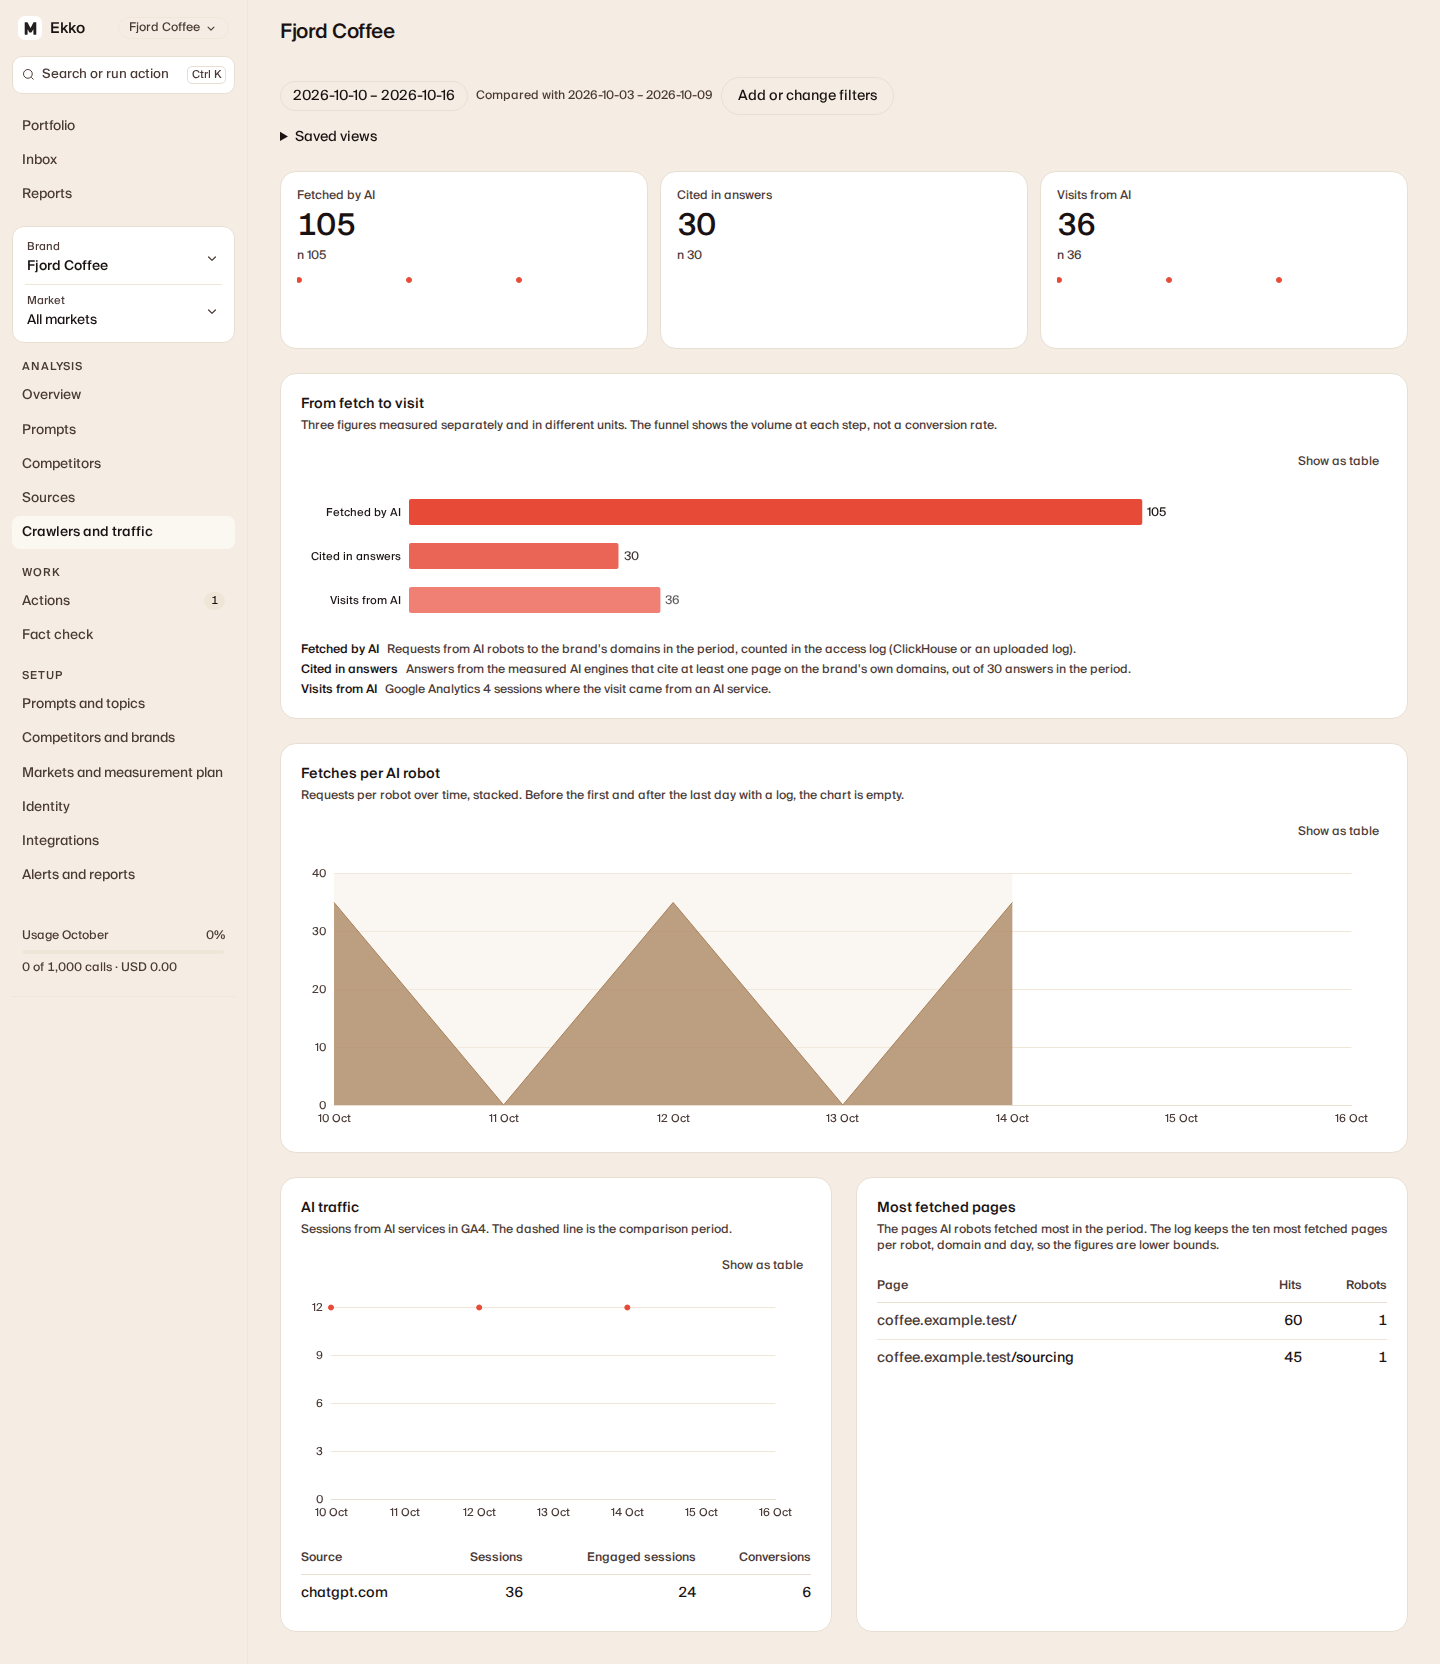 Ekko
Fjord Coffee
Search or run action
Ctrl K
Portfolio
Inbox
Reports
Brand
Fjord Coffee
Market
All markets
ANALYSIS
Overview
Prompts
Competitors
Sources
Crawlers and traffic
WORK
Actions
1
Fact check
SETUP
Prompts and topics
Competitors and brands
Markets and measurement plan
Identity
Integrations
Alerts and reports
Usage October 0%
0 of 1,000 calls · USD 0.00
Fjord Coffee
2026-10-10 – 2026-10-16
Compared with 2026-10-03 – 2026-10-09
Add or change filters
Saved views
Fetched by AI
105
n 105
Cited in answers
30
n 30
Visits from AI
36
n 36
From fetch to visit
Three figures measured separately and in different units. The funnel shows the volume at each step, not a conversion rate.
Show as table
Fetched by AI 105
Cited in answers 30
Visits from AI 36
Fetched by AI Requests from AI robots to the brand's domains in the period, counted in the access log (ClickHouse or an uploaded log).
Cited in answers Answers from the measured AI engines that cite at least one page on the brand's own domains, out of 30 answers in the period.
Visits from AI Google Analytics 4 sessions where the visit came from an AI service.
Fetches per AI robot
Requests per robot over time, stacked. Before the first and after the last day with a log, the chart is empty.
Show as table
40
30
20
10
0
10 Oct 11 Oct 12 Oct 13 Oct 14 Oct 15 Oct 16 Oct
AI traffic
Sessions from AI services in GA4. The dashed line is the comparison period.
Show as table
12
9
6
3
0
10 Oct 11 Oct 12 Oct 13 Oct 14 Oct 15 Oct 16 Oct
Source Sessions Engaged sessions Conversions
chatgpt.com 36 24 6
Most fetched pages
The pages AI robots fetched most in the period. The log keeps the ten most fetched pages
per robot, domain and day, so the figures are lower bounds.
Page Hits Robots
coffee.example.test/ 60 1
coffee.example.test/sourcing 45 1